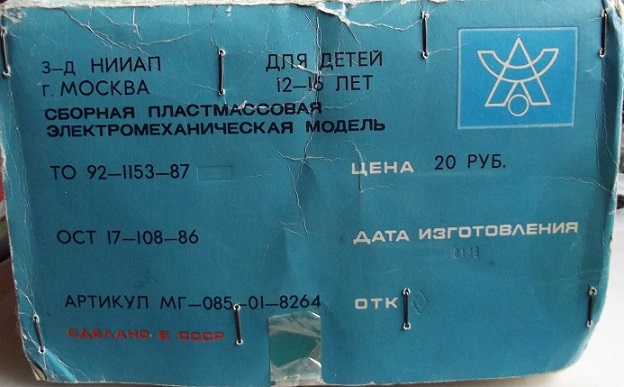 З-Д НИИАП
Г. МОСКВА
ДЛЯ ДЕТЕЙ
12–16 ЛЕТ
СБОРНАЯ ПЛАСТМАССОВАЯ
ЭЛЕКТРОМЕХАНИЧЕСКАЯ МОДЕЛЬ
ТО 92–1153–87
ЦЕНА 20 РУБ.
ОСТ 17–108–86
ДАТА ИЗГОТОВЛЕНИЯ
АРТИКУЛ МГ–085–01–8264
ОТК
СДЕЛАНО В СССР